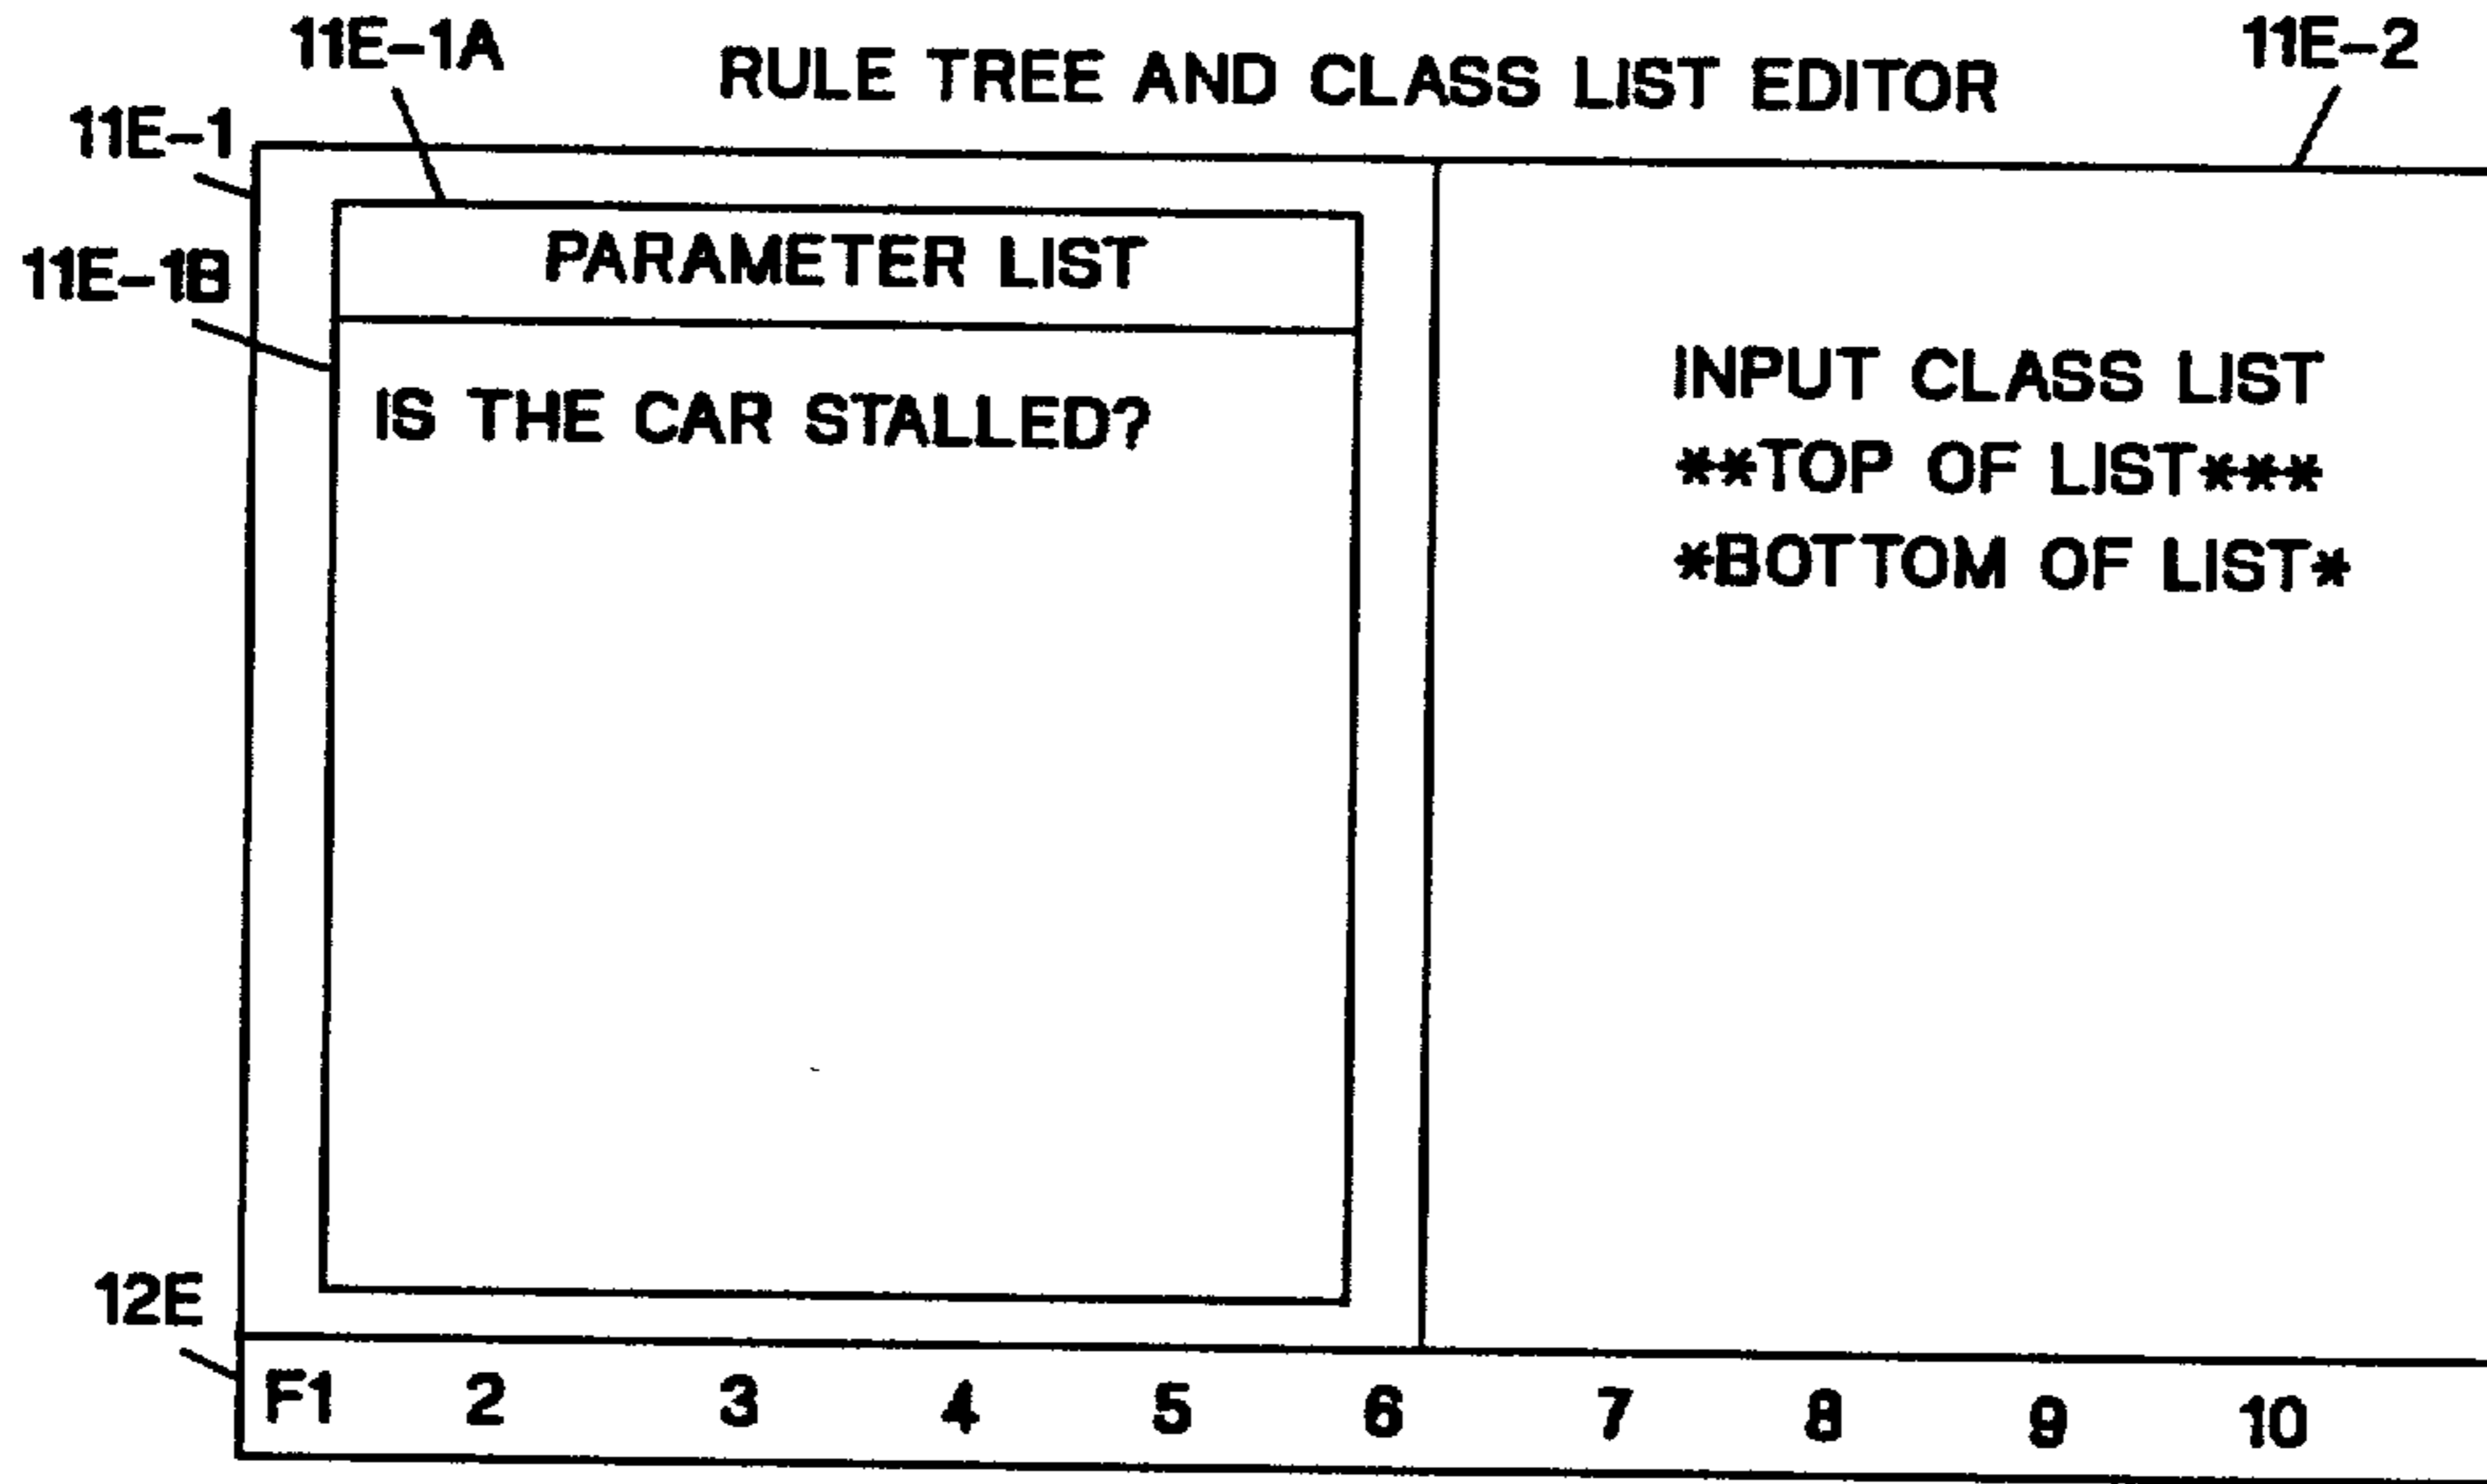 11E-1A
RULE TREE AND CLASS LIST EDITOR
11E-2
11E-1
11E-1B
PARAMETER LIST
IS THE CAR STALLED?
INPUT CLASS LIST
**TOP OF LIST***
*BOTTOM OF LIST*
12E
F1 2 3 4 5 6 7 8 9 10